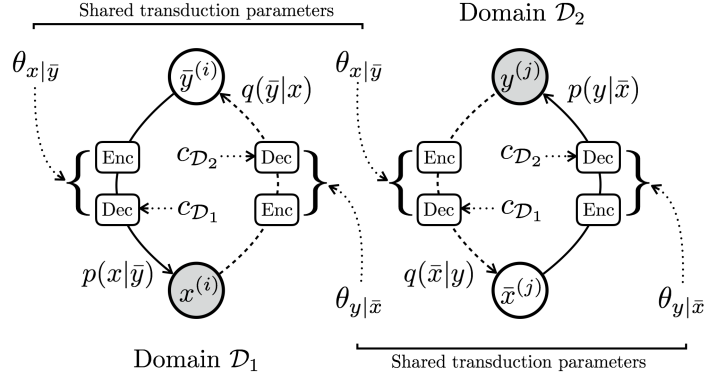 Shared transduction parameters
Domain 𝒟₂
θ_{x|ȳ}
ȳ^{(i)}
q(ȳ|x)
θ_{x|ȳ}
y^{(j)}
p(y|x̄)
Enc
c_{𝒟₂}
Dec
Enc
c_{𝒟₂}
Dec
Dec
c_{𝒟₁}
Enc
Dec
c_{𝒟₁}
Enc
p(x|ȳ)
x^{(i)}
θ_{y|x̄}
q(x̄|y)
x̄^{(j)}
θ_{y|x̄}
Domain 𝒟₁
Shared transduction parameters